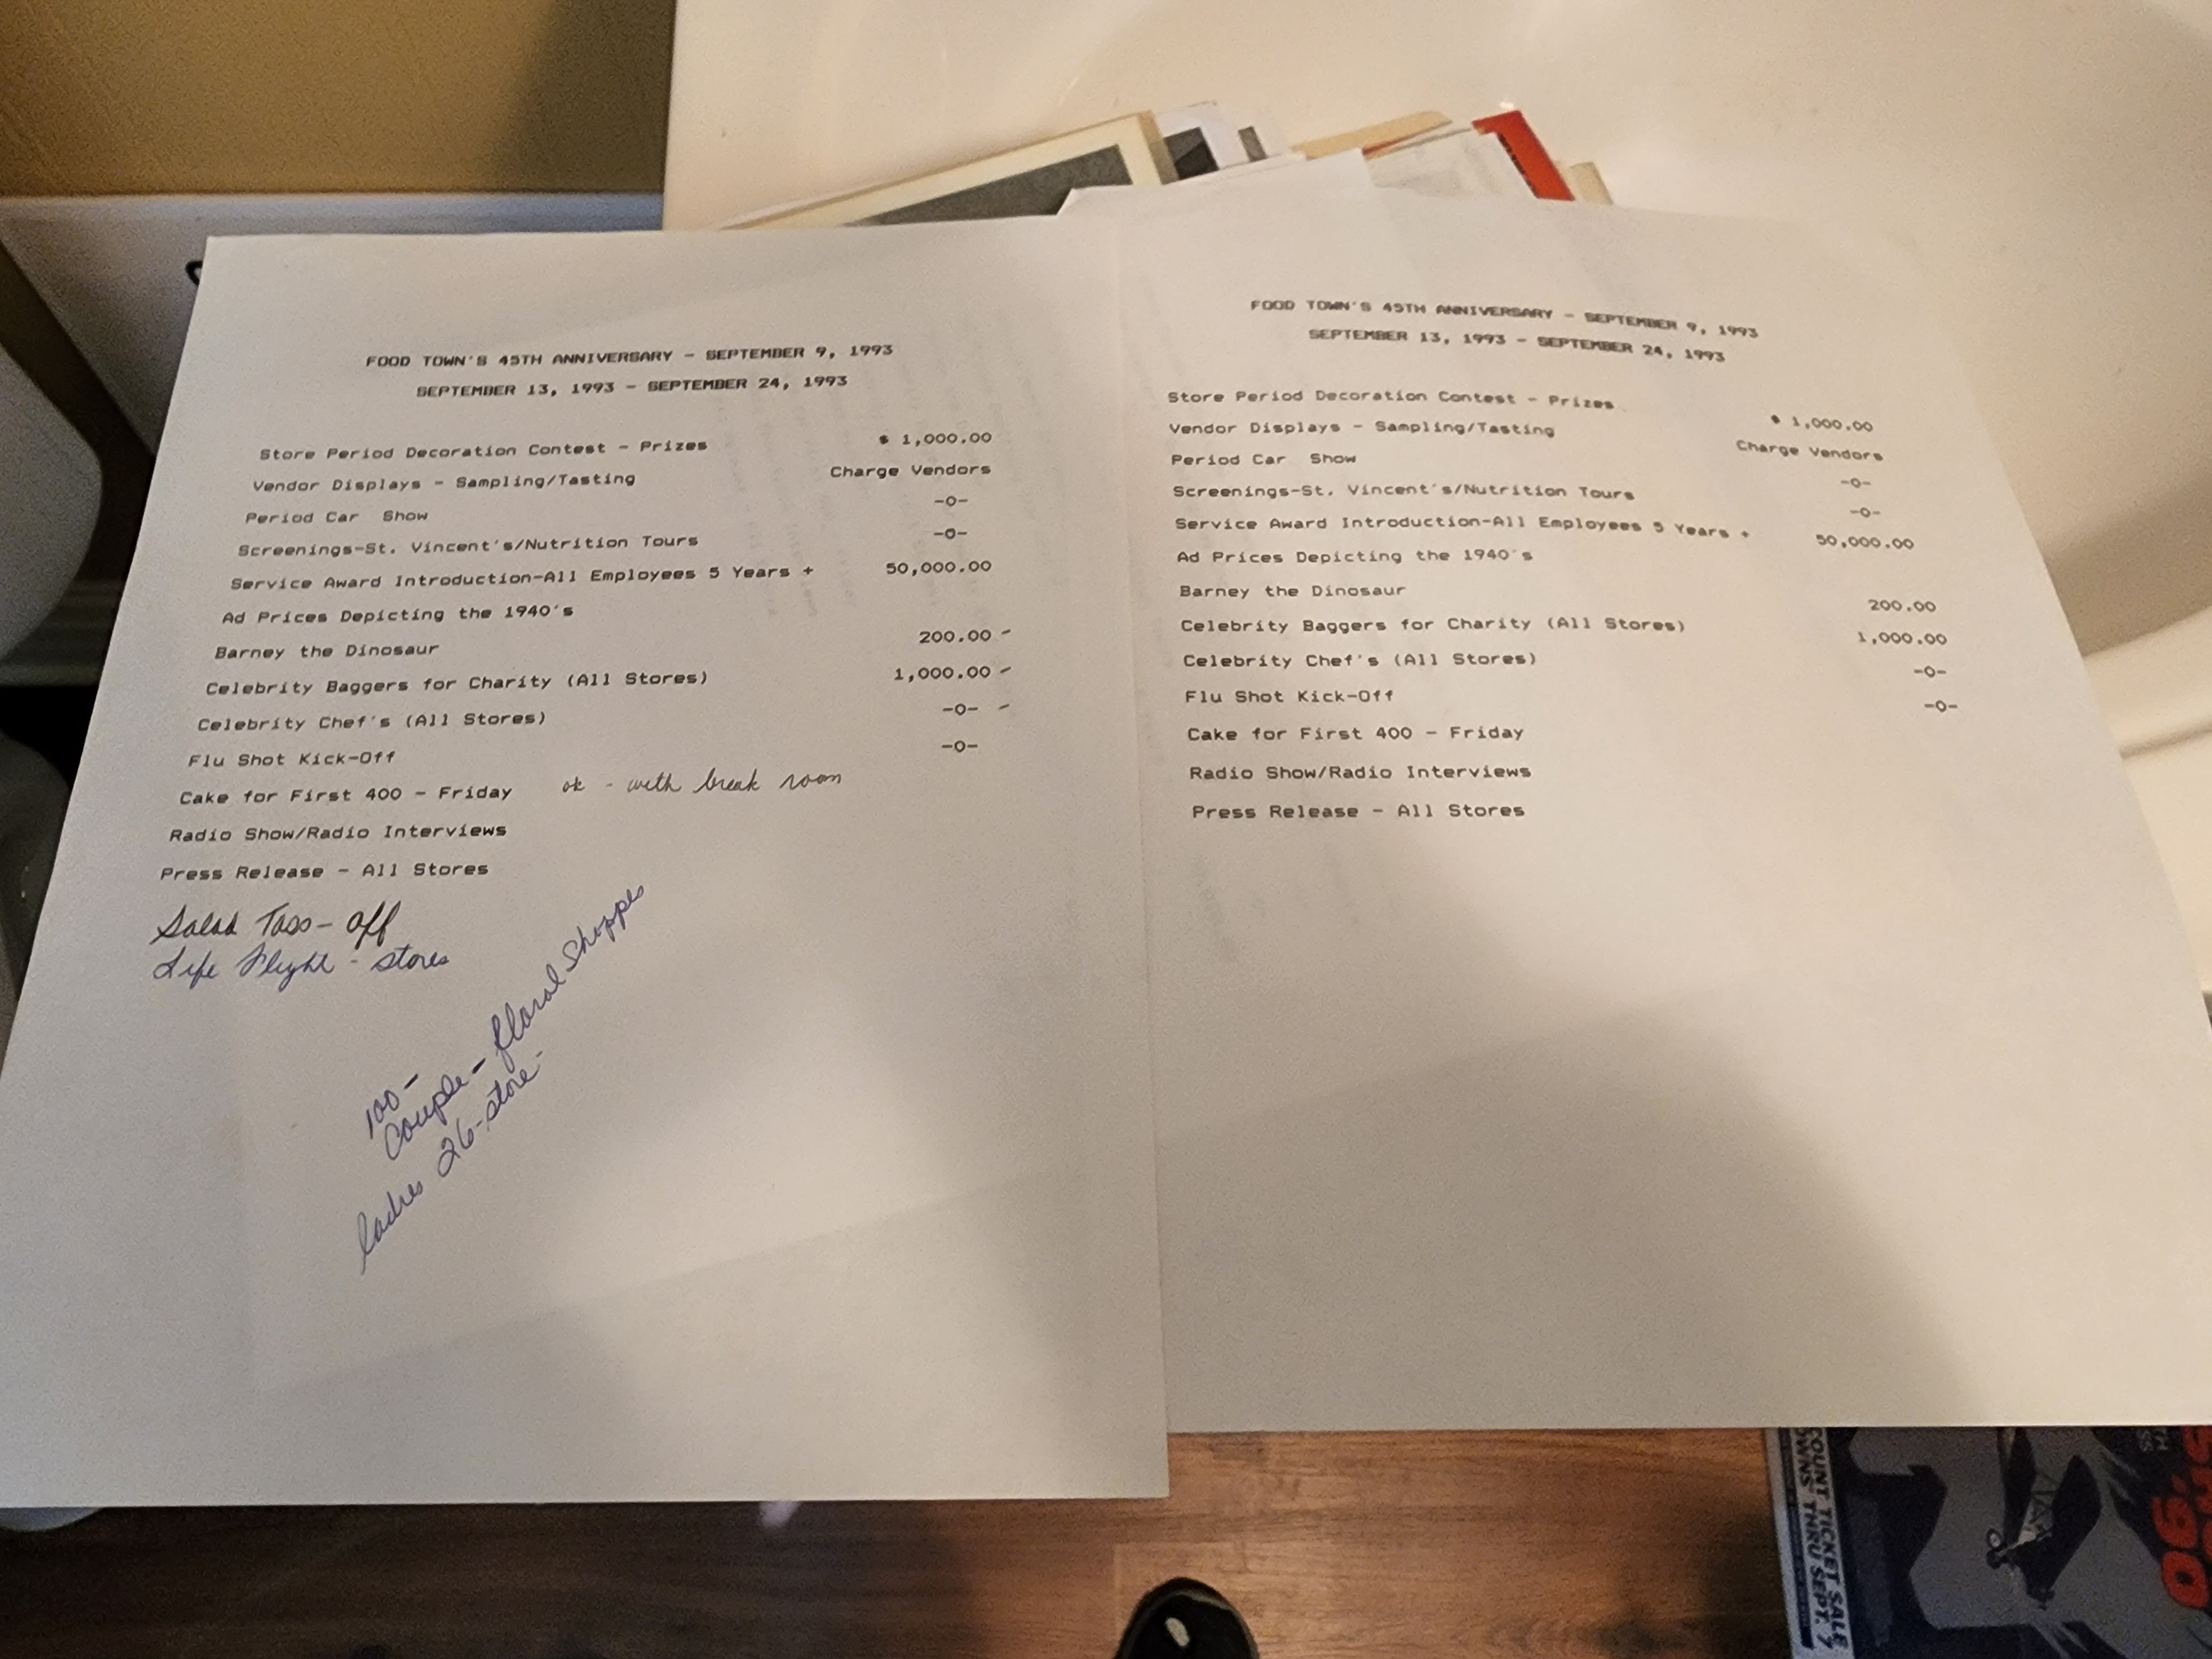 FOOD TOWN'S 45TH ANNIVERSARY - SEPTEMBER 9, 1993
SEPTEMBER 13, 1993 - SEPTEMBER 24, 1993
Store Period Decoration Contest - Prizes $ 1,000.00
Vendor Displays - Sampling/Tasting Charge Vendors
Period Car Show -0-
Screenings-St. Vincent's/Nutrition Tours -0-
Service Award Introduction-All Employees 5 Years + 50,000.00
Ad Prices Depicting the 1940's
Barney the Dinosaur 200.00 -
Celebrity Baggers for Charity (All Stores) 1,000.00 -
Celebrity Chef's (All Stores) -0- -
Flu Shot Kick-Off -0-
Cake for First 400 - Friday ok - with break room
Radio Show/Radio Interviews
Press Release - All Stores
Salad Toss-off
Life Flight - stores
100-
Couple - floral shoppes
ladies 26-store-
FOOD TOWN'S 45TH ANNIVERSARY - SEPTEMBER 9, 1993
SEPTEMBER 13, 1993 - SEPTEMBER 24, 1993
Store Period Decoration Contest - Prizes $ 1,000.00
Vendor Displays - Sampling/Tasting Charge Vendors
Period Car Show -0-
Screenings-St. Vincent's/Nutrition Tours -0-
Service Award Introduction-All Employees 5 Years + 50,000.00
Ad Prices Depicting the 1940's
Barney the Dinosaur 200.00
Celebrity Baggers for Charity (All Stores) 1,000.00
Celebrity Chef's (All Stores) -0-
Flu Shot Kick-Off -0-
Cake for First 400 - Friday
Radio Show/Radio Interviews
Press Release - All Stores
COUNT TICKET SALE
OWNS' THRU SEPT. 7